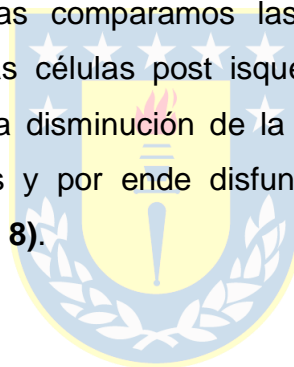 as comparamos las
s células post isque
a disminución de la
s y por ende disfun
8).